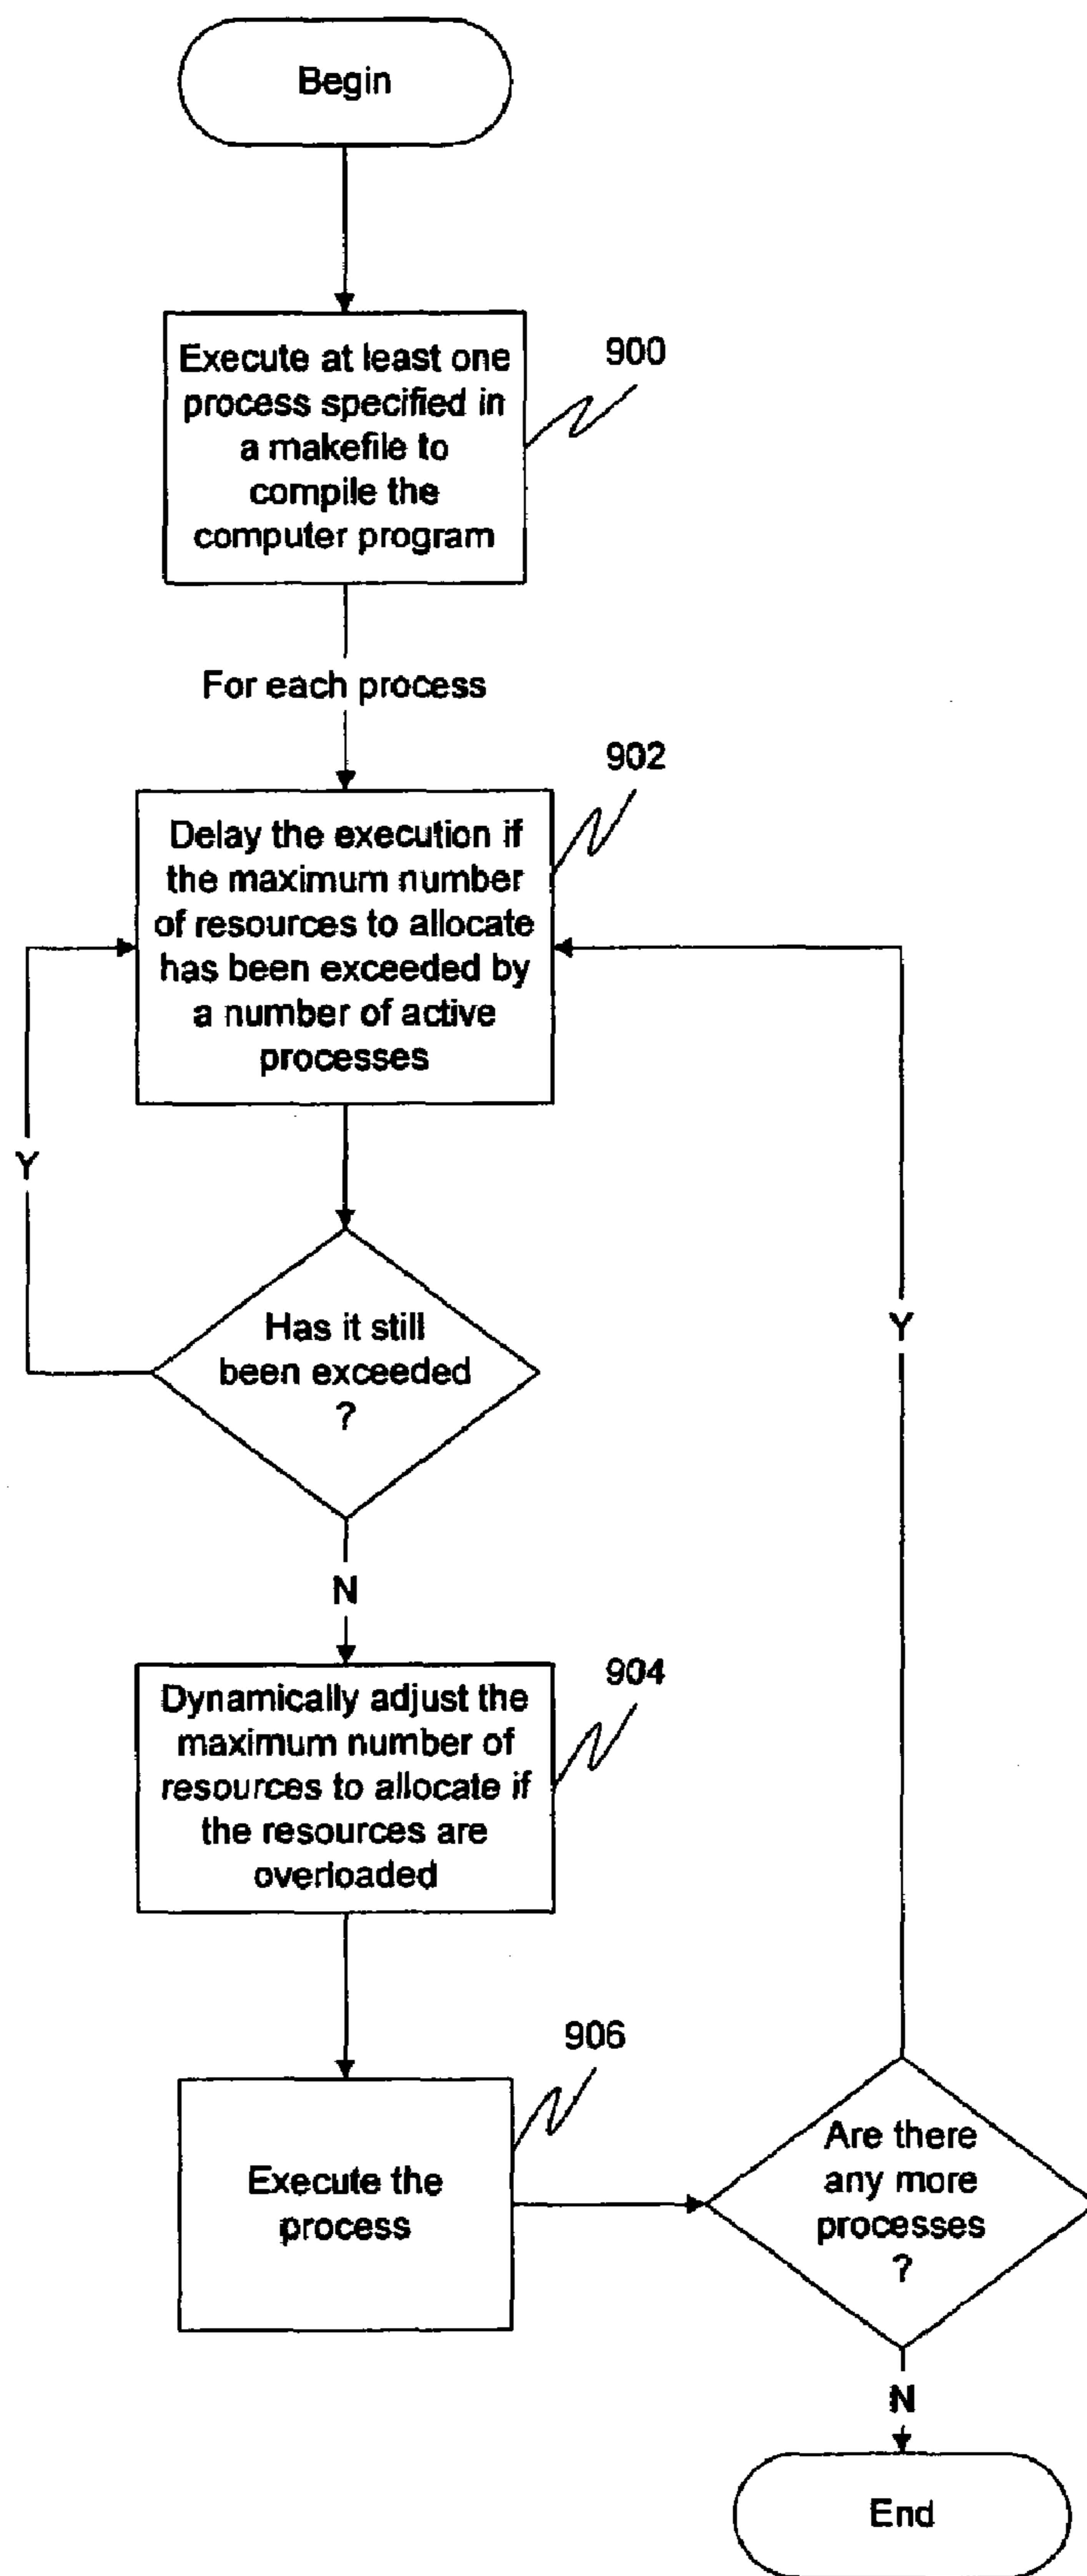 Begin
Execute at least one
process specified in
a makefile to
compile the
computer program
900
For each process
902
Delay the execution if
the maximum number
of resources to allocate
has been exceeded by
a number of active
processes
Y
Has it still
been exceeded
?
Y
N
904
Dynamically adjust the
maximum number of
resources to allocate if
the resources are
overloaded
906
Execute the
process
Are there
any more
processes
?
N
End